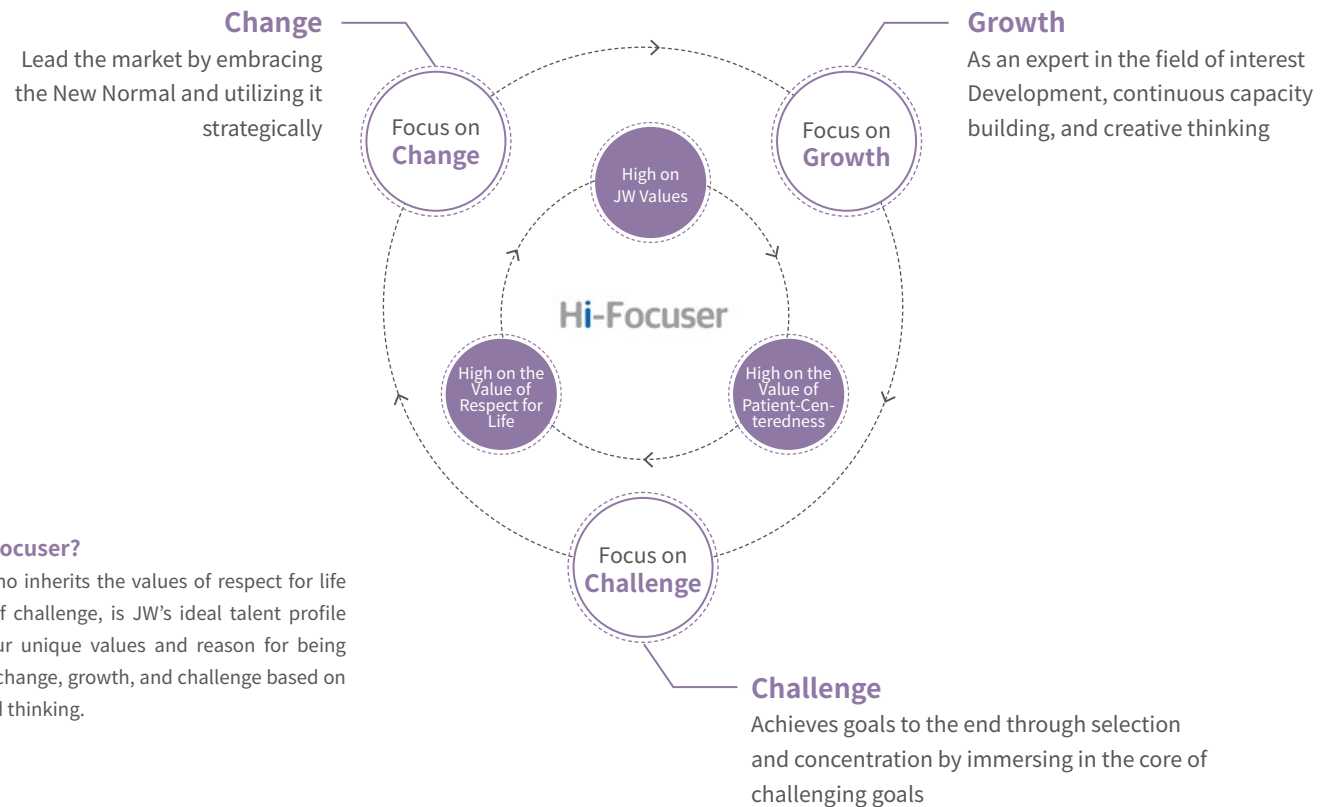 Change
Lead the market by embracing
the New Normal and utilizing it
strategically
Growth
As an expert in the field of interest
Development, continuous capacity
building, and creative thinking
Focus on
Change
Focus on
Growth
High on
JW Values
Hi-Focuser
High on the
Value of
Respect for
Life
High on the
Value of
Patient-Cen-
teredness
Focus on
Challenge
ocuser?
inherits the values of respect for life
challenge, is JW’s ideal talent profile
unique values and reason for being
change, growth, and challenge based on
thinking.
Challenge
Achieves goals to the end through selection
and concentration by immersing in the core of
challenging goals